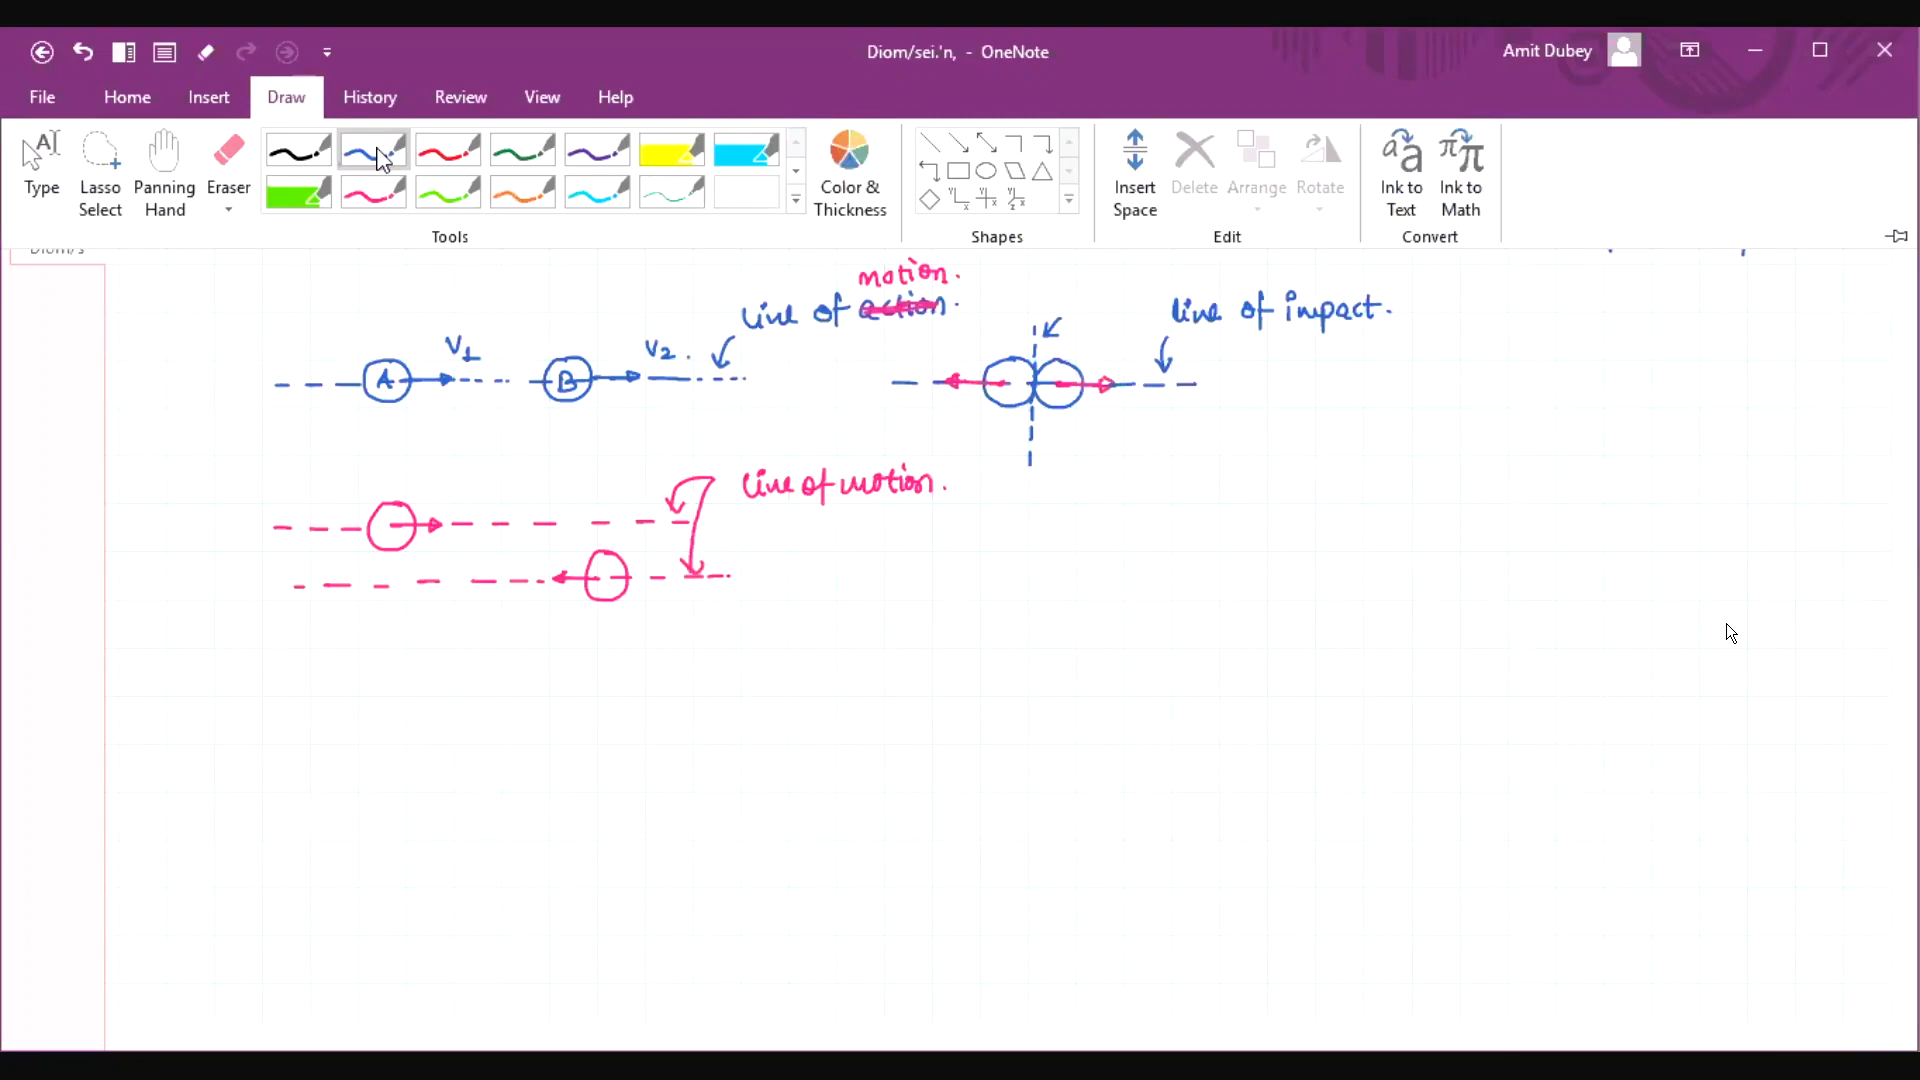 Diom/sei.'n, - OneNote
Amit Dubey
File Home Insert Draw History Review View Help
Type
Lasso Select
Panning Hand
Eraser
Color & Thickness
Insert Space
Delete
Arrange
Rotate
Ink to Text
Ink to Math
Tools
Shapes
Edit
Convert
Diom/s
motion.
line of action.
line of impact.
V1
V2.
A
B
line of motion.